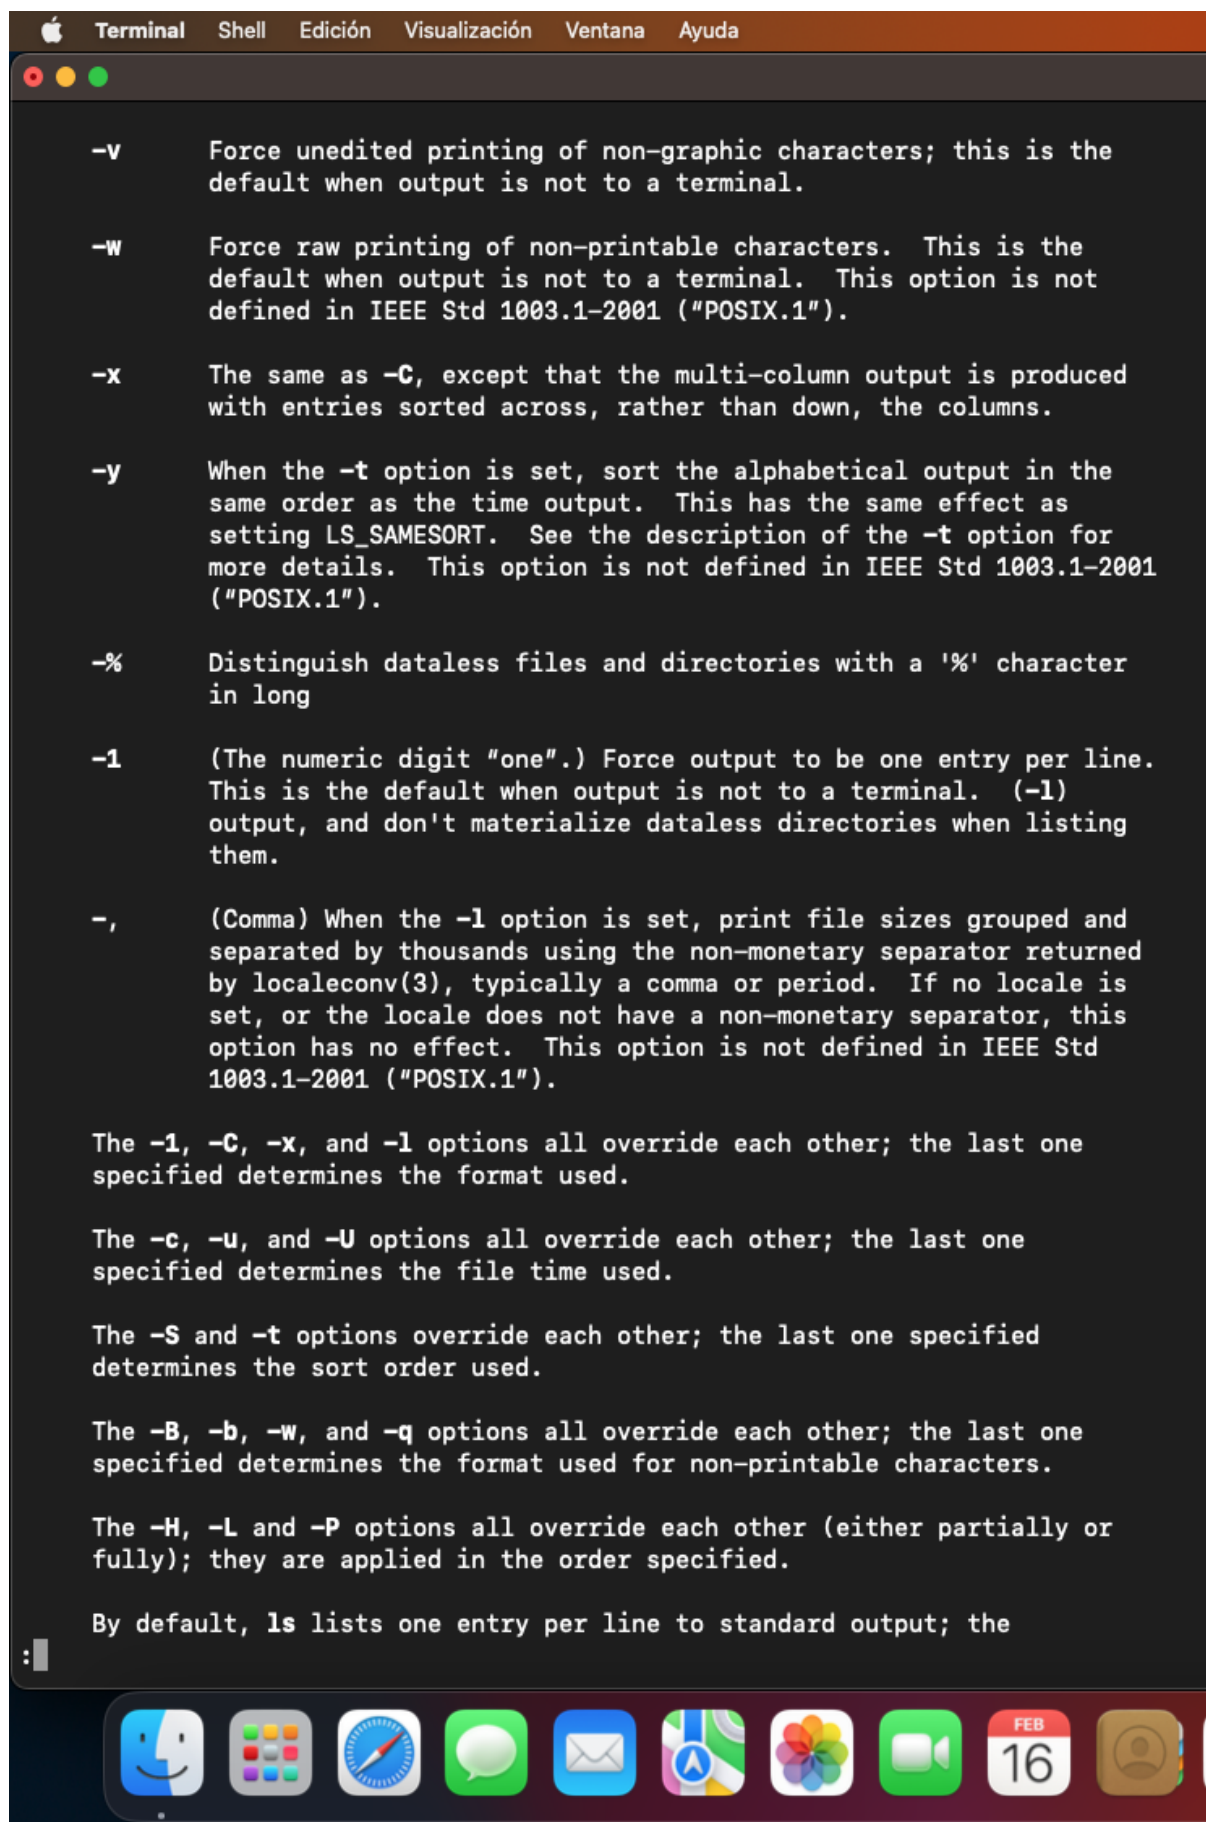 Terminal Shell Edición Visualización Ventana Ayuda
-v Force unedited printing of non-graphic characters; this is the
default when output is not to a terminal.
-w Force raw printing of non-printable characters. This is the
default when output is not to a terminal. This option is not
defined in IEEE Std 1003.1-2001 (“POSIX.1”).
-x The same as -C, except that the multi-column output is produced
with entries sorted across, rather than down, the columns.
-y When the -t option is set, sort the alphabetical output in the
same order as the time output. This has the same effect as
setting LS_SAMESORT. See the description of the -t option for
more details. This option is not defined in IEEE Std 1003.1-2001
(“POSIX.1”).
-% Distinguish dataless files and directories with a '%' character
in long
-1 (The numeric digit “one”.) Force output to be one entry per line.
This is the default when output is not to a terminal. (-l)
output, and don't materialize dataless directories when listing
them.
-, (Comma) When the -l option is set, print file sizes grouped and
separated by thousands using the non-monetary separator returned
by localeconv(3), typically a comma or period. If no locale is
set, or the locale does not have a non-monetary separator, this
option has no effect. This option is not defined in IEEE Std
1003.1-2001 (“POSIX.1”).
The -1, -C, -x, and -l options all override each other; the last one
specified determines the format used.
The -c, -u, and -U options all override each other; the last one
specified determines the file time used.
The -S and -t options override each other; the last one specified
determines the sort order used.
The -B, -b, -w, and -q options all override each other; the last one
specified determines the format used for non-printable characters.
The -H, -L and -P options all override each other (either partially or
fully); they are applied in the order specified.
By default, ls lists one entry per line to standard output; the
:
FEB
16